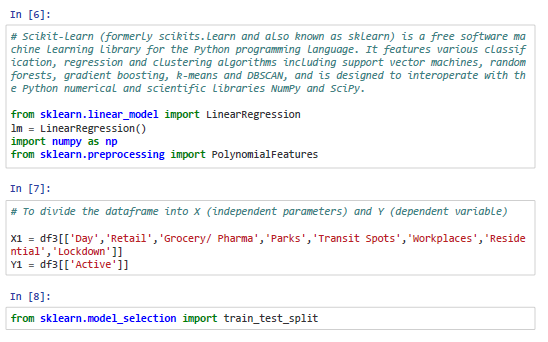 In [6]:
# Scikit-learn (formerly scikits.learn and also known as sklearn) is a free software ma
chine learning library for the Python programming language. It features various classif
ication, regression and clustering algorithms including support vector machines, random
forests, gradient boosting, k-means and DBSCAN, and is designed to interoperate with th
e Python numerical and scientific libraries NumPy and SciPy.
from sklearn.linear_model import LinearRegression
lm = LinearRegression()
import numpy as np
from sklearn.preprocessing import PolynomialFeatures
In [7]:
# To divide the dataframe into X (independent parameters) and Y (dependent variable)
X1 = df3[['Day','Retail','Grocery/ Pharma','Parks','Transit Spots','Workplaces','Reside
ntial','Lockdown']]
Y1 = df3[['Active']]
In [8]:
from sklearn.model_selection import train_test_split